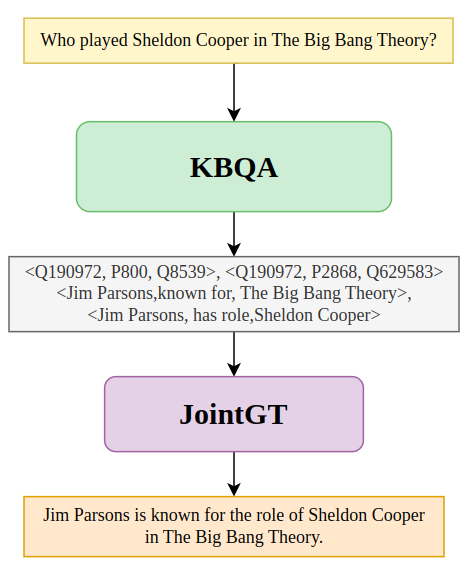 Who played Sheldon Cooper in The Big Bang Theory?
KBQA
<Q190972, P800, Q8539>, <Q190972, P2868, Q629583>
<Jim Parsons,known for, The Big Bang Theory>,
<Jim Parsons, has role,Sheldon Cooper>
JointGT
Jim Parsons is known for the role of Sheldon Cooper
in The Big Bang Theory.